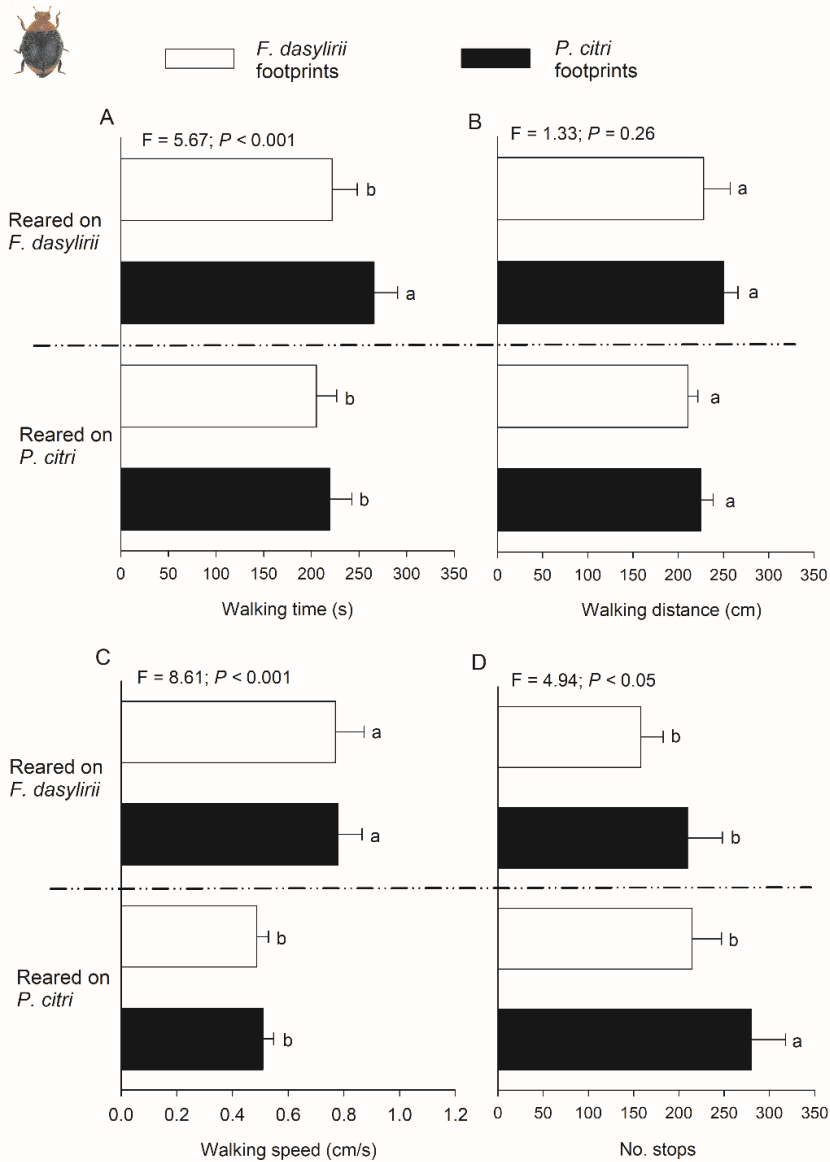 F. dasylirii
footprints
P. citri
footprints
A
F = 5.67; P < 0.001
b
Reared on
F. dasylirii
a
b
Reared on
P. citri
b
0 50 100 150 200 250 300 350
Walking time (s)
B
F = 1.33; P = 0.26
a
a
a
a
0 50 100 150 200 250 300 350
Walking distance (cm)
C
F = 8.61; P < 0.001
a
Reared on
F. dasylirii
a
b
Reared on
P. citri
b
0.0 0.2 0.4 0.6 0.8 1.0 1.2
Walking speed (cm/s)
D
F = 4.94; P < 0.05
b
b
b
a
0 50 100 150 200 250 300 350
No. stops